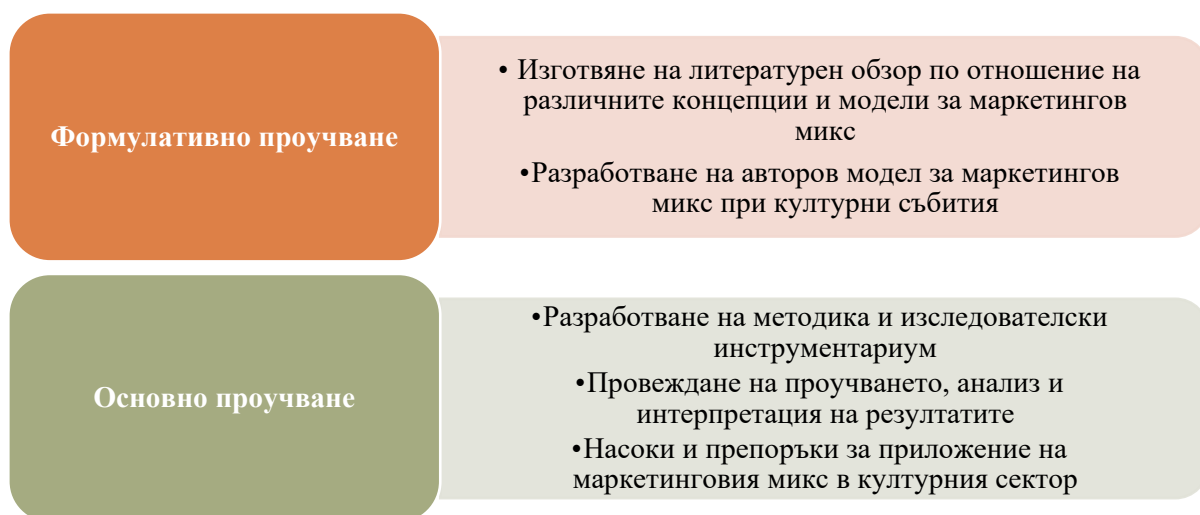 Формулативно проучване
• Изготвяне на литературен обзор по отношение на
различните концепции и модели за маркетингов
микс
•Разработване на авторов модел за маркетингов
микс при културни събития
Основно проучване
•Разработване на методика и изследователски
инструментариум
•Провеждане на проучването, анализ и
интерпретация на резултатите
•Насоки и препоръки за приложение на
маркетинговия микс в културния сектор